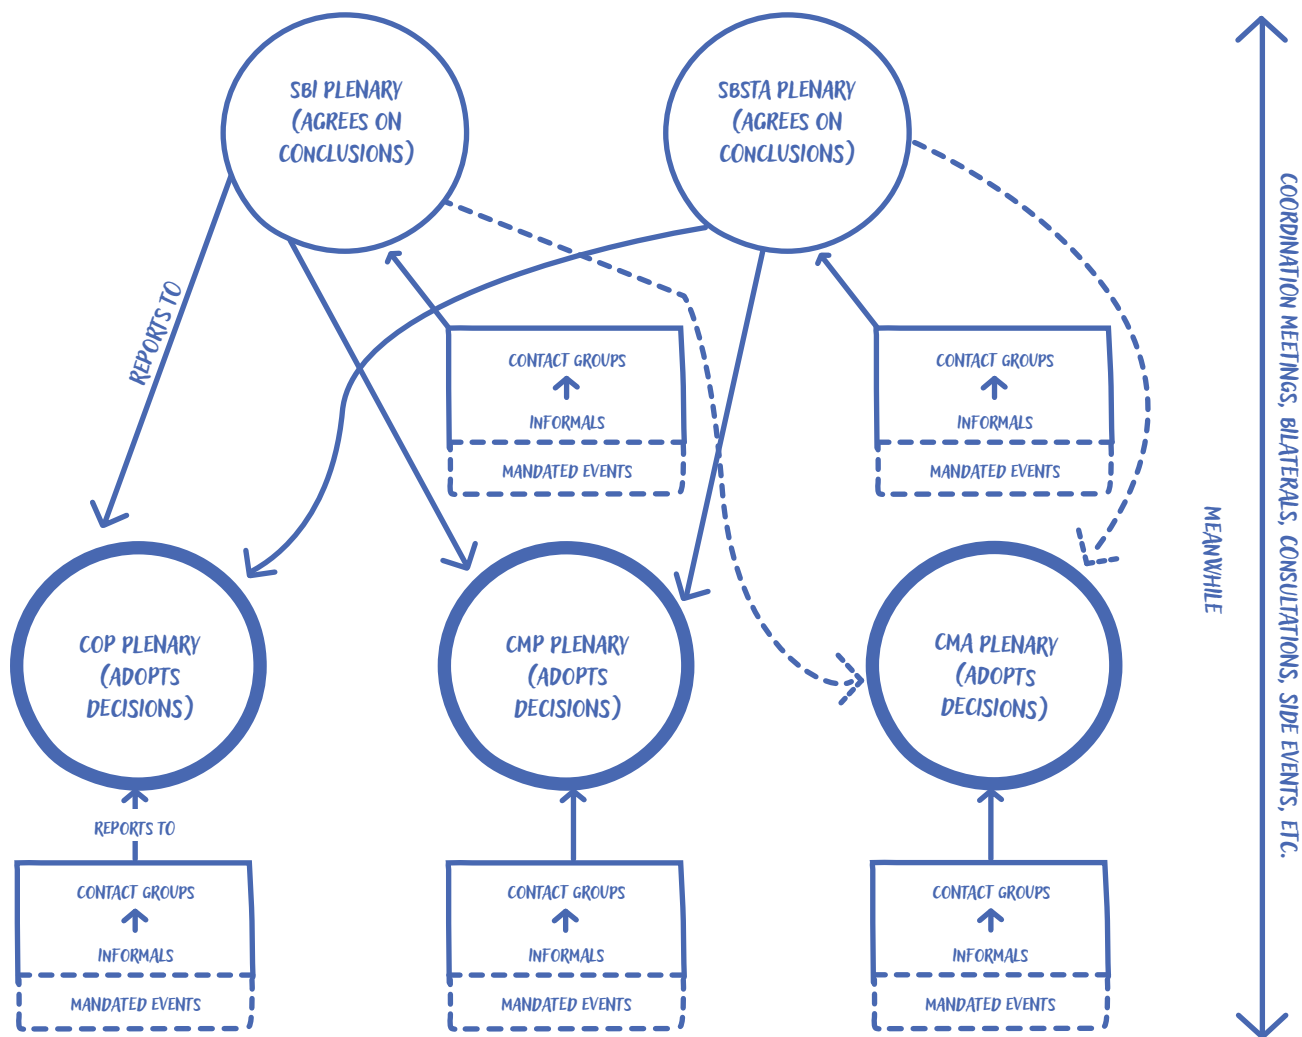 SBI PLENARY
(AGREES ON
CONCLUSIONS)
SBSTA PLENARY
(AGREES ON
CONCLUSIONS)
REPORTS TO
CONTACT GROUPS
INFORMALS
MANDATED EVENTS
CONTACT GROUPS
INFORMALS
MANDATED EVENTS
COP PLENARY
(ADOPTS
DECISIONS)
CMP PLENARY
(ADOPTS
DECISIONS)
CMA PLENARY
(ADOPTS
DECISIONS)
REPORTS TO
CONTACT GROUPS
INFORMALS
MANDATED EVENTS
CONTACT GROUPS
INFORMALS
MANDATED EVENTS
CONTACT GROUPS
INFORMALS
MANDATED EVENTS
MEANWHILE
COORDINATION MEETINGS, BILATERALS, CONSULTATIONS, SIDE EVENTS, ETC.